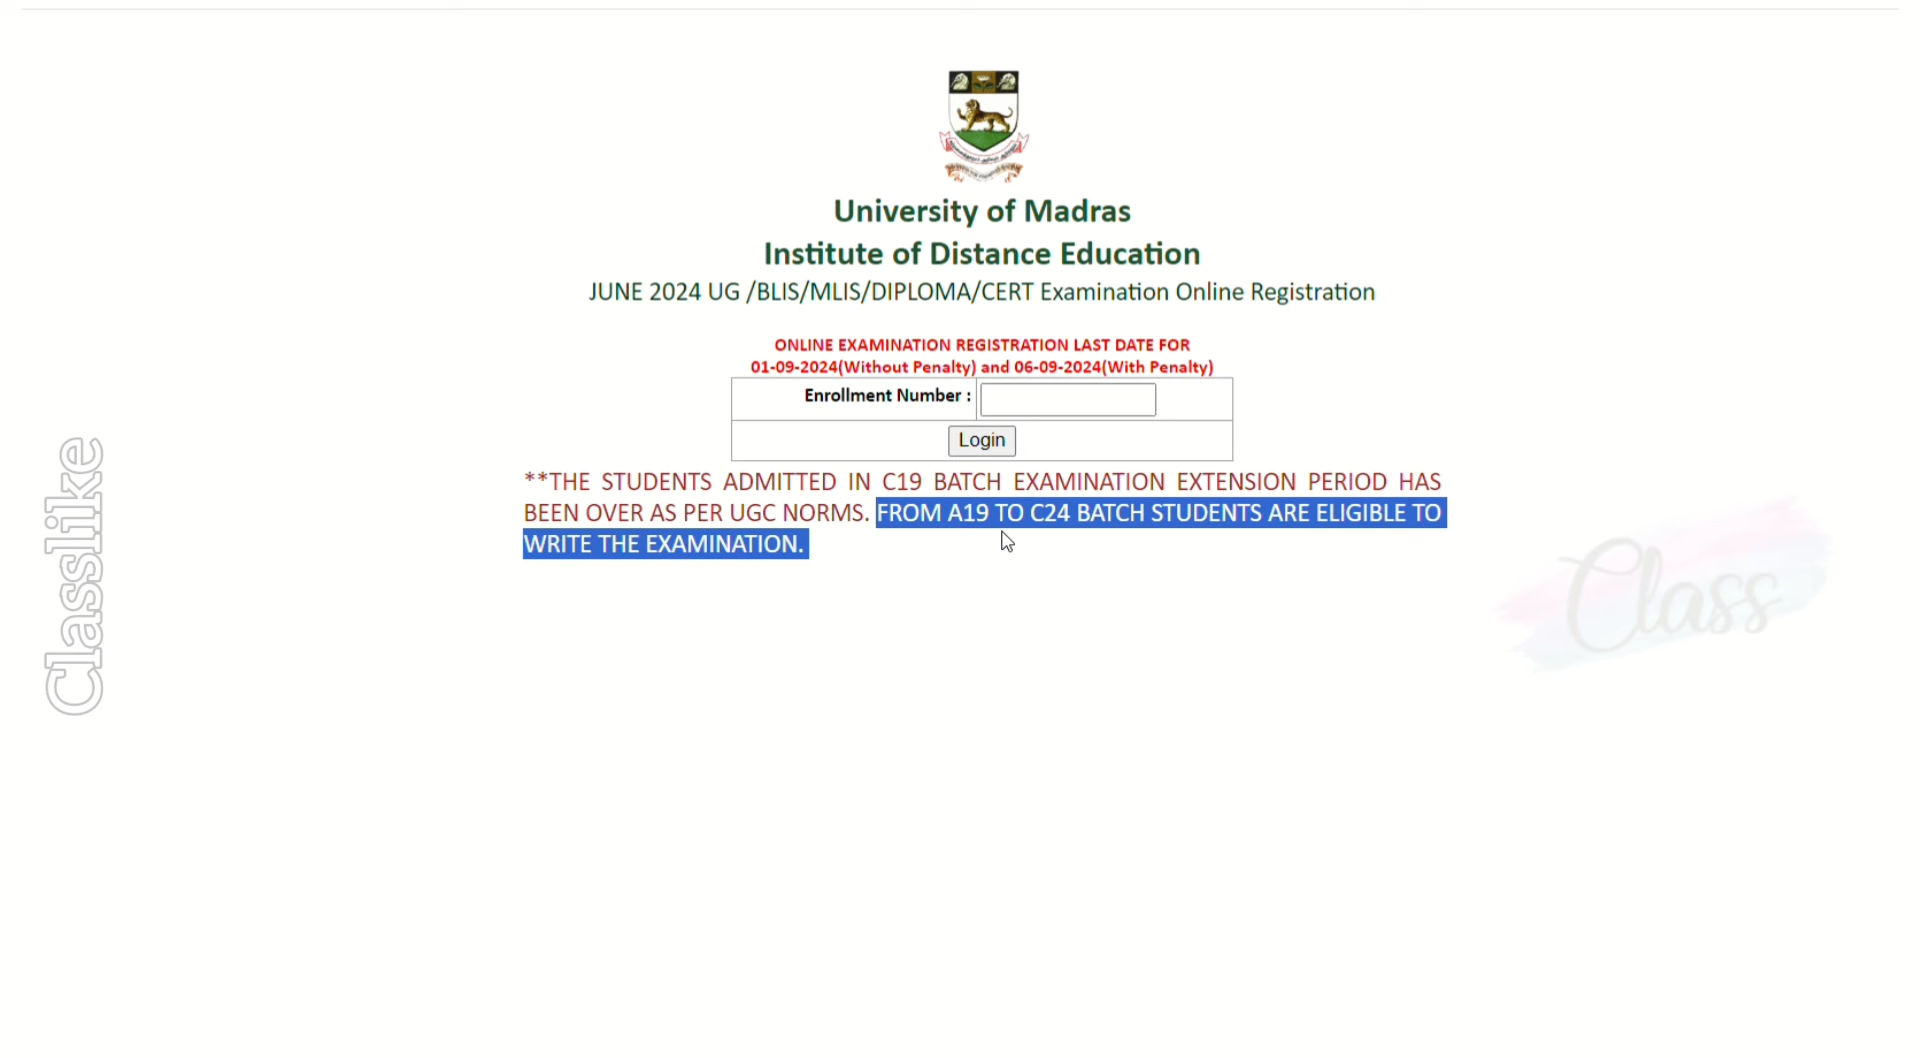 University of Madras
Institute of Distance Education
JUNE 2024 UG /BLIS/MLIS/DIPLOMA/CERT Examination Online Registration
ONLINE EXAMINATION REGISTRATION LAST DATE FOR
01-09-2024(Without Penalty) and 06-09-2024(With Penalty)
Enrollment Number :
Login
**THE STUDENTS ADMITTED IN C19 BATCH EXAMINATION EXTENSION PERIOD HAS
BEEN OVER AS PER UGC NORMS. FROM A19 TO C24 BATCH STUDENTS ARE ELIGIBLE TO
WRITE THE EXAMINATION.
Classlike
Class